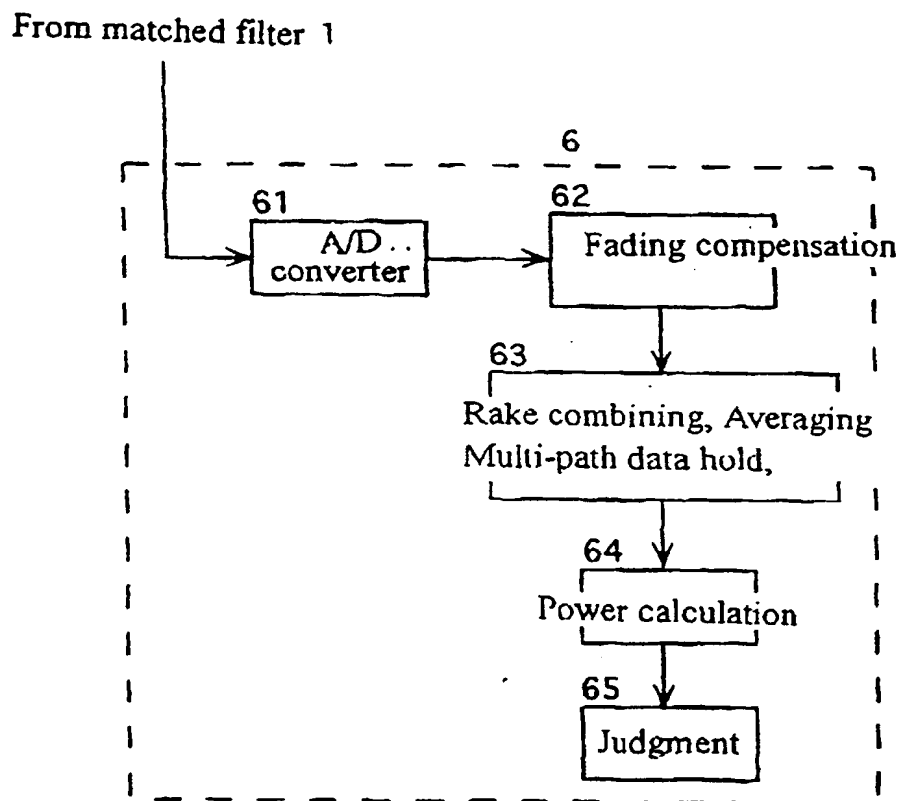 From matched filter 1
6
61
62
A/D . .
converter
Fading compensation
63
Rake combining, Averaging
Multi-path data hold,
64
Power calculation
65
Judgment